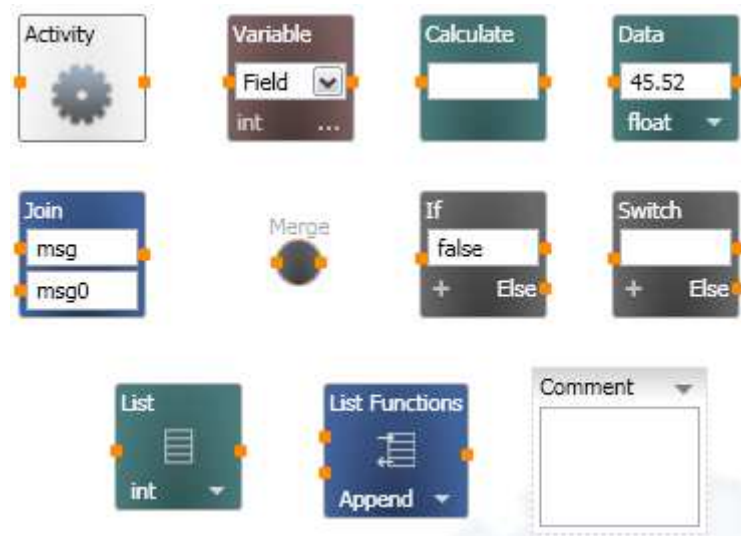 Activity
Variable
Field
int ...
Calculate
Data
45.52
float
Join
msg
msg0
Merge
If
false
+ Else
Switch
+ Else
List
int
List Functions
Append
Comment